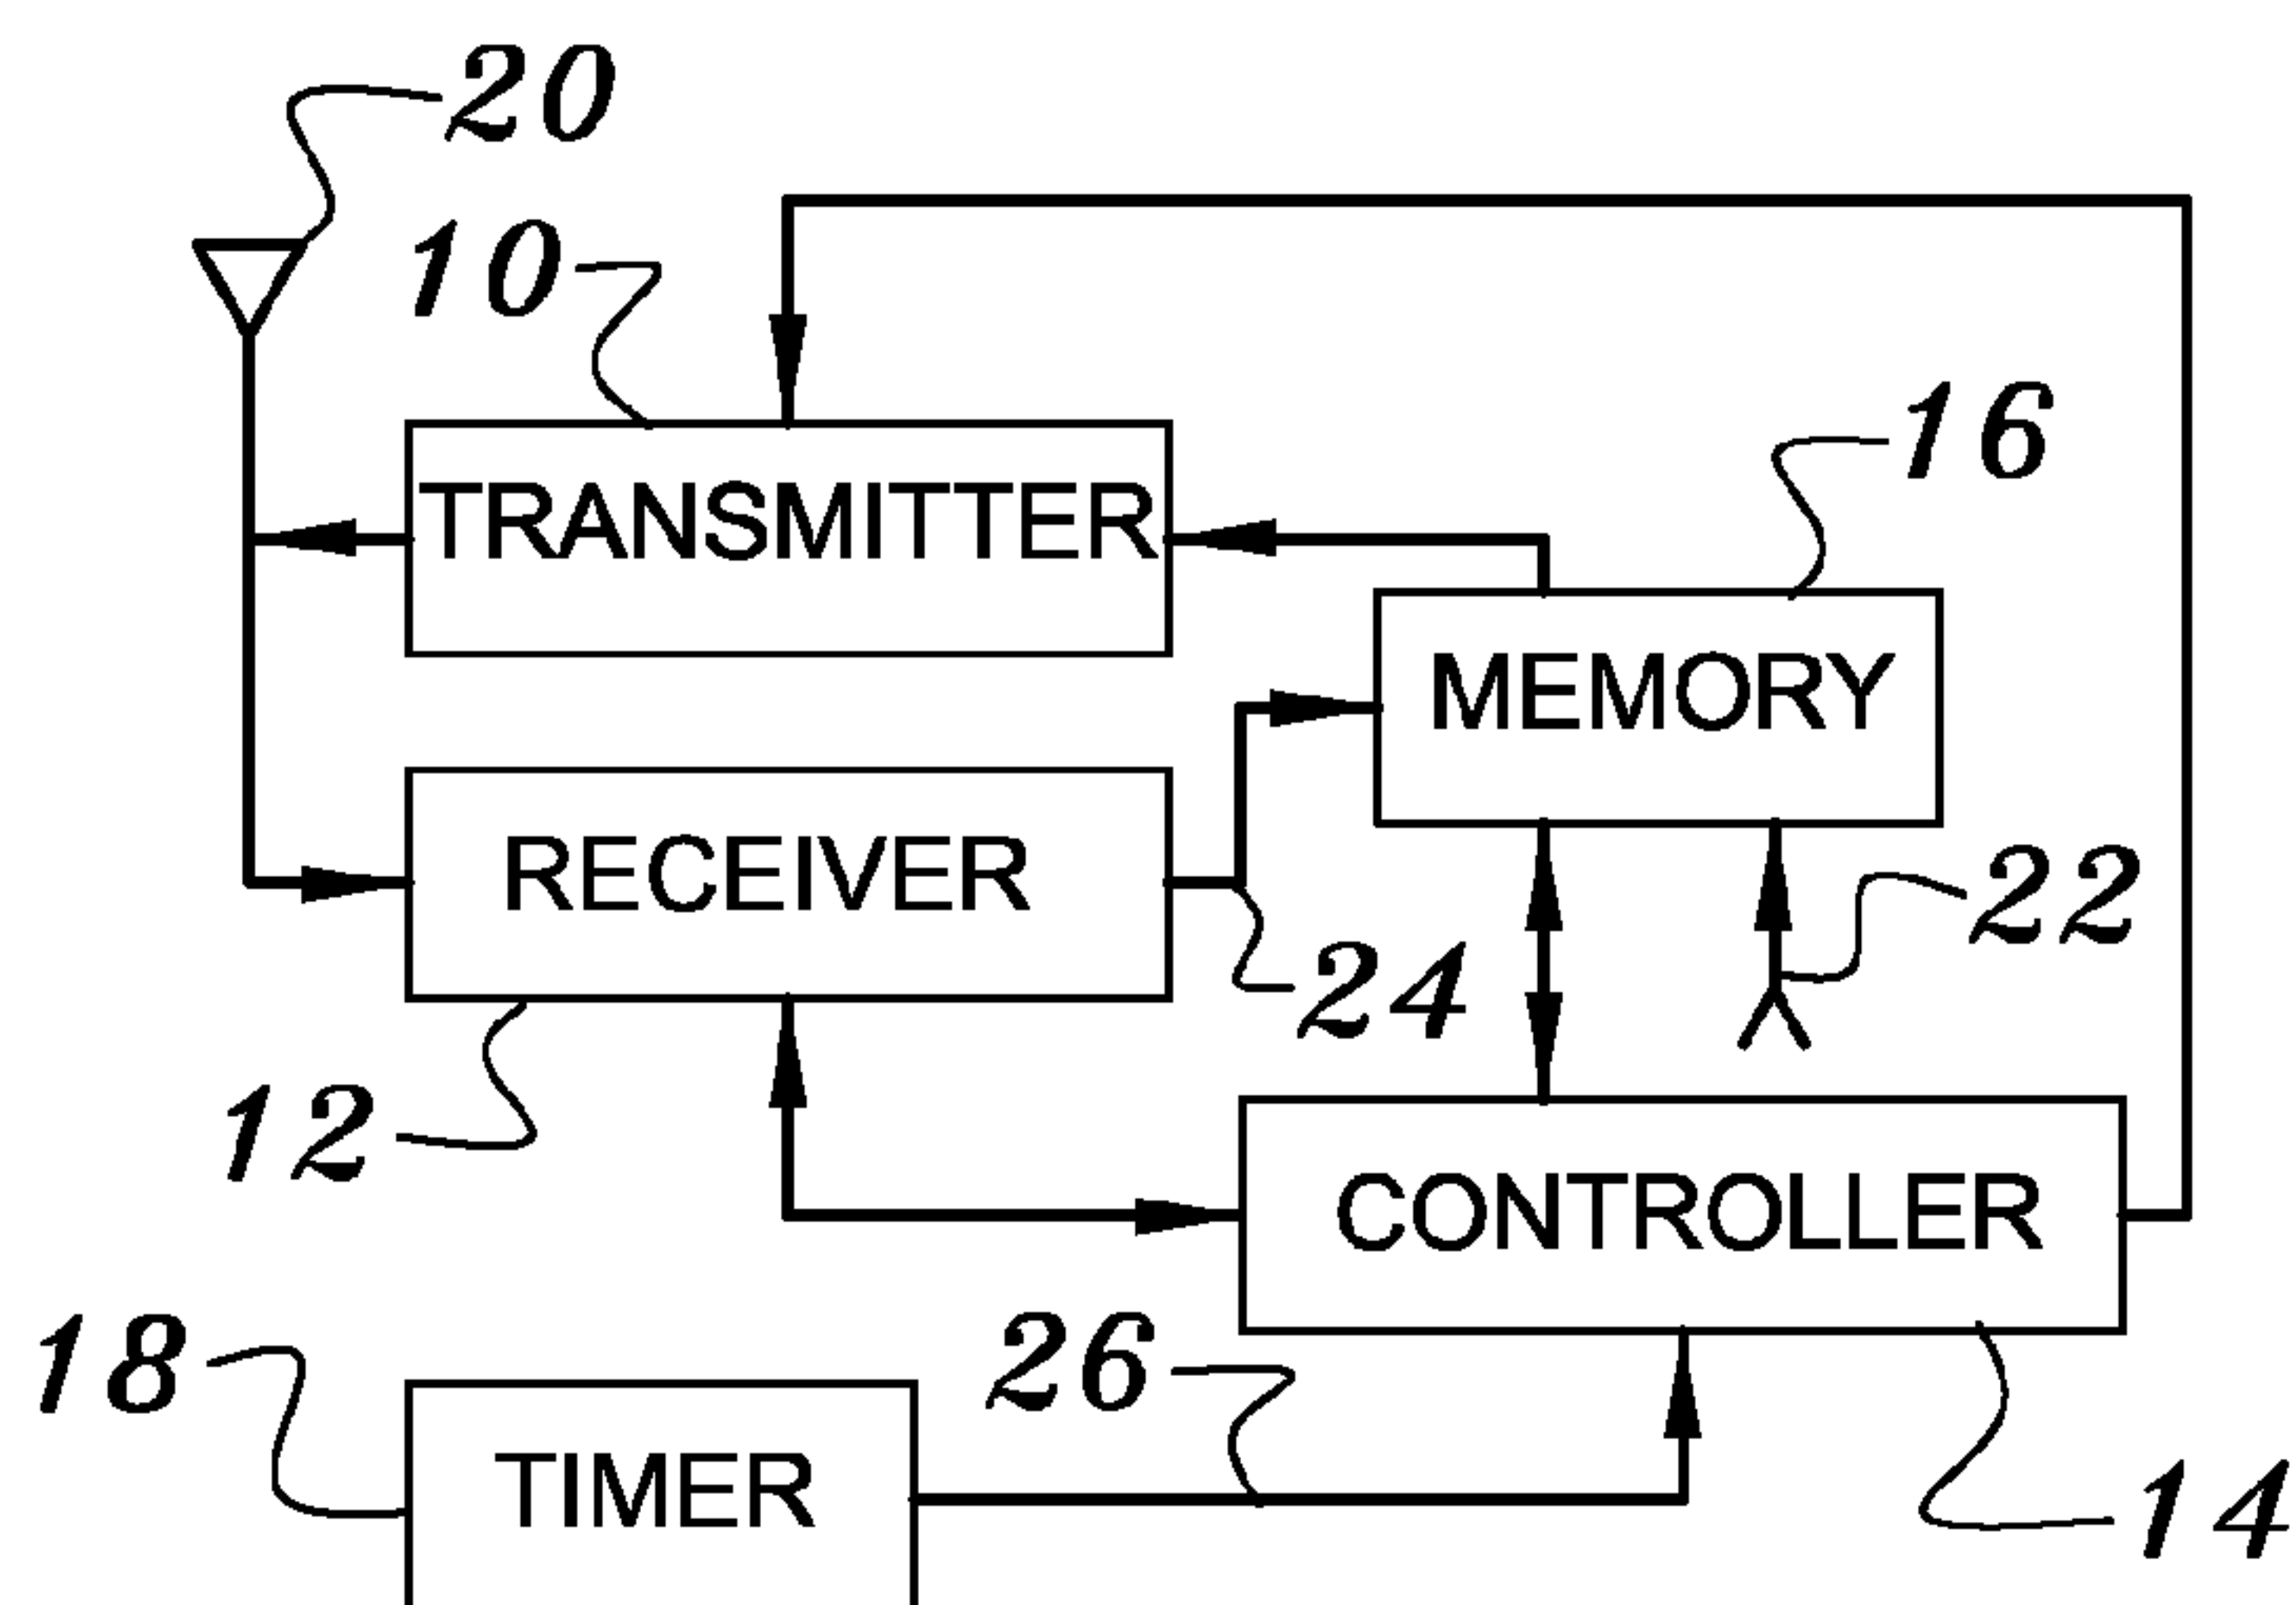 20
10
16
TRANSMITTER
MEMORY
RECEIVER
22
24
12
CONTROLLER
18
26
TIMER
14